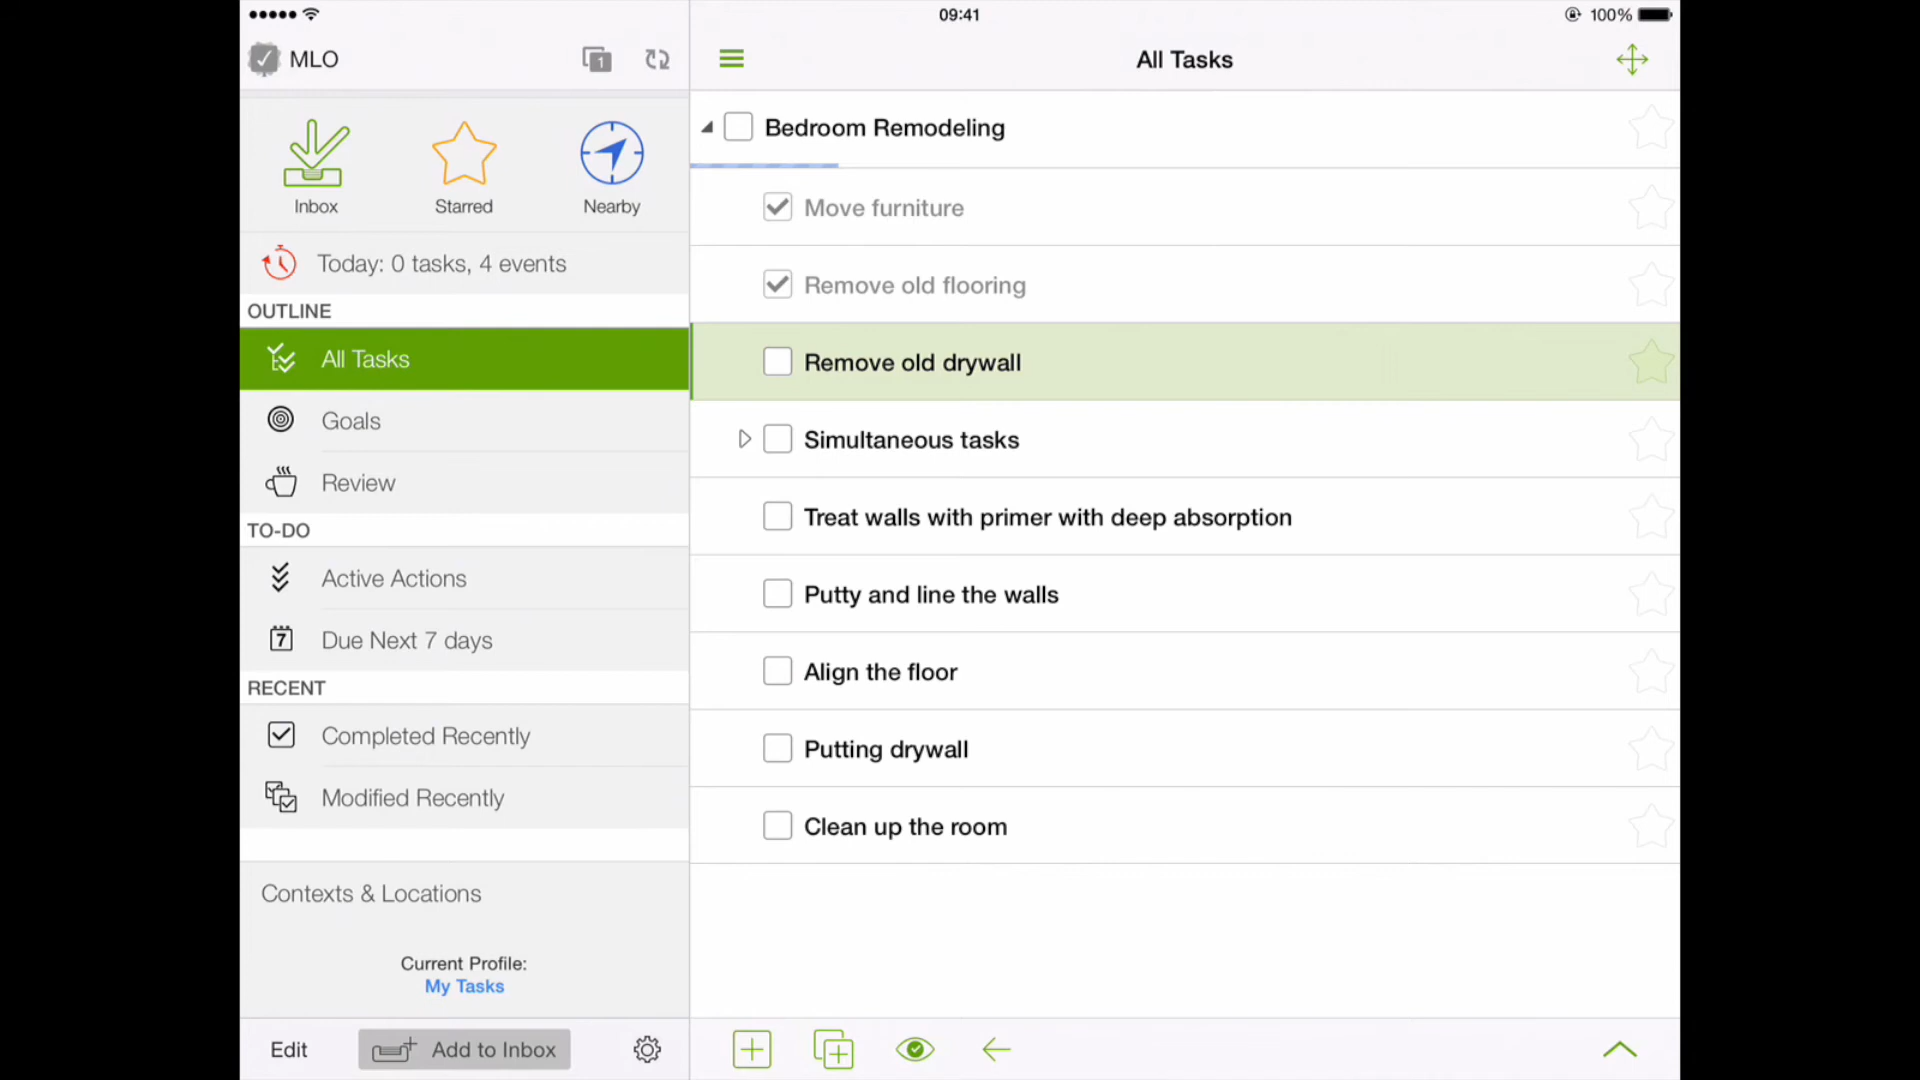 09:41
100%
MLO
1
All Tasks
Inbox
Starred
Nearby
Today: 0 tasks, 4 events
OUTLINE
All Tasks
Goals
Review
TO-DO
Active Actions
7
Due Next 7 days
RECENT
Completed Recently
Modified Recently
Contexts & Locations
Current Profile:
My Tasks
Edit
Add to Inbox
Bedroom Remodeling
Move furniture
Remove old flooring
Remove old drywall
Simultaneous tasks
Treat walls with primer with deep absorption
Putty and line the walls
Align the floor
Putting drywall
Clean up the room